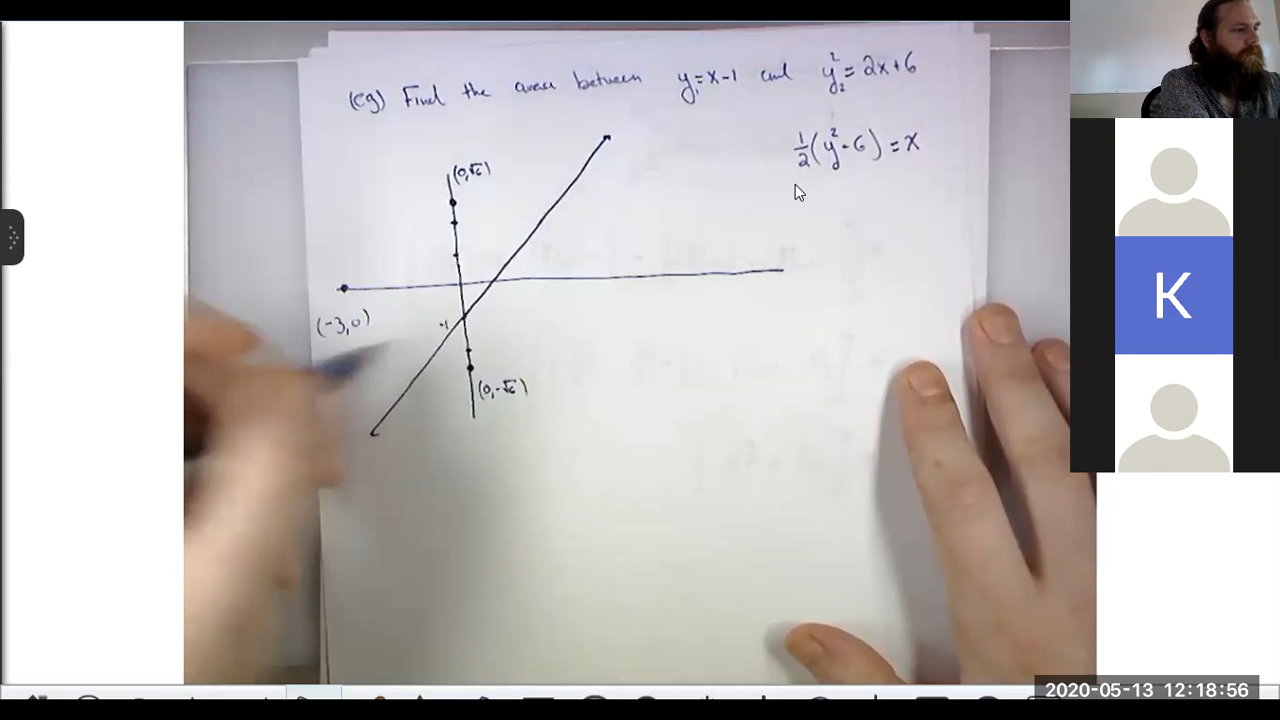 (eg) Find the area between y₁=x-1 and y₂²=2x+6
½(y²-6)=x
(0,√6)
(-3,0)
-1
(0,-√6)
K
2020-05-13 12:18:56